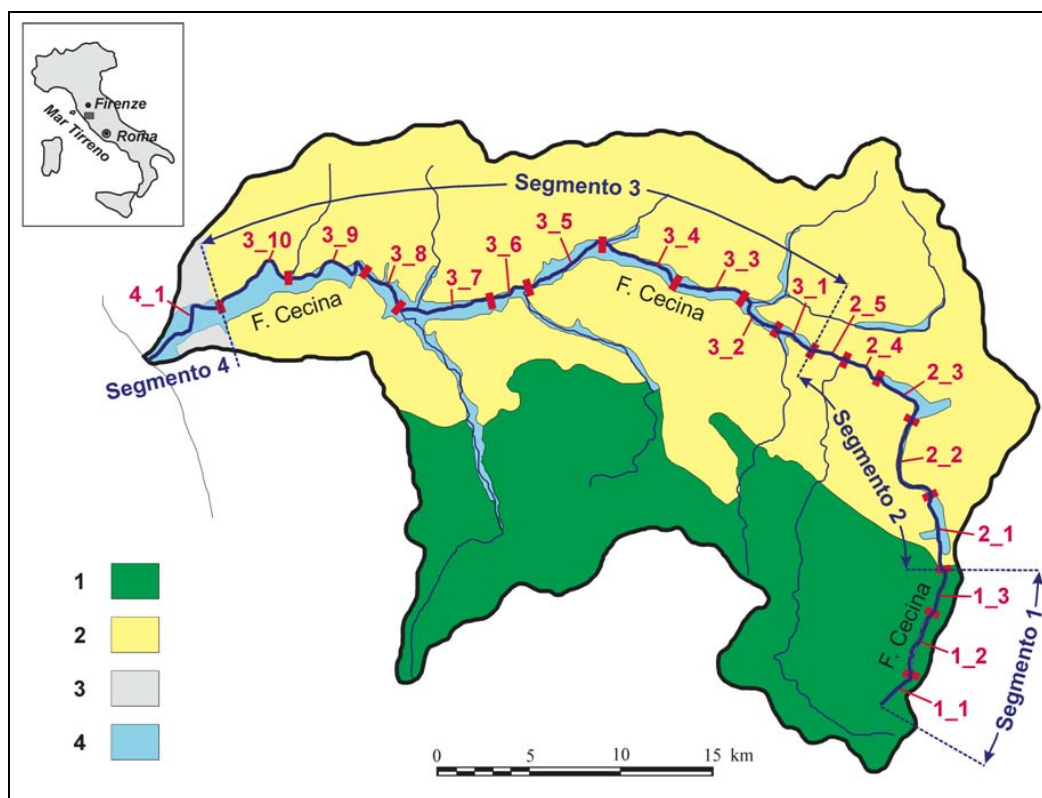 Firenze
Roma
Mar Tirreno
Segmento 3
3_10
3_9
3_8
3_7
3_6
3_5
3_4
3_3
3_1
3_2
2_5
2_4
2_3
2_2
2_1
4_1
F. Cecina
F. Cecina
Segmento 4
Segmento 2
1_3
1_2
1_1
F. Cecina
Segmento 1
1
2
3
4
0 5 10 15 km